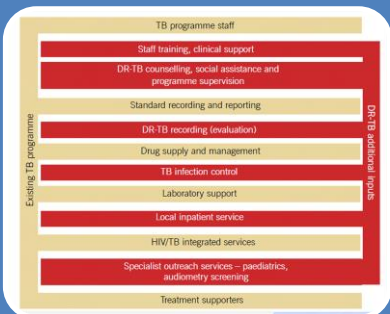 TB programme staff
Staff training, clinical support
DR-TB counselling, social assistance and
programme supervision
Standard recording and reporting
DR-TB recording (evaluation)
Drug supply and management
TB infection control
Laboratory support
Local inpatient service
HIV/TB integrated services
Specialist outreach services – paediatrics,
audiometry screening
Treatment supporters
Existing TB programme
DR-TB additional inputs